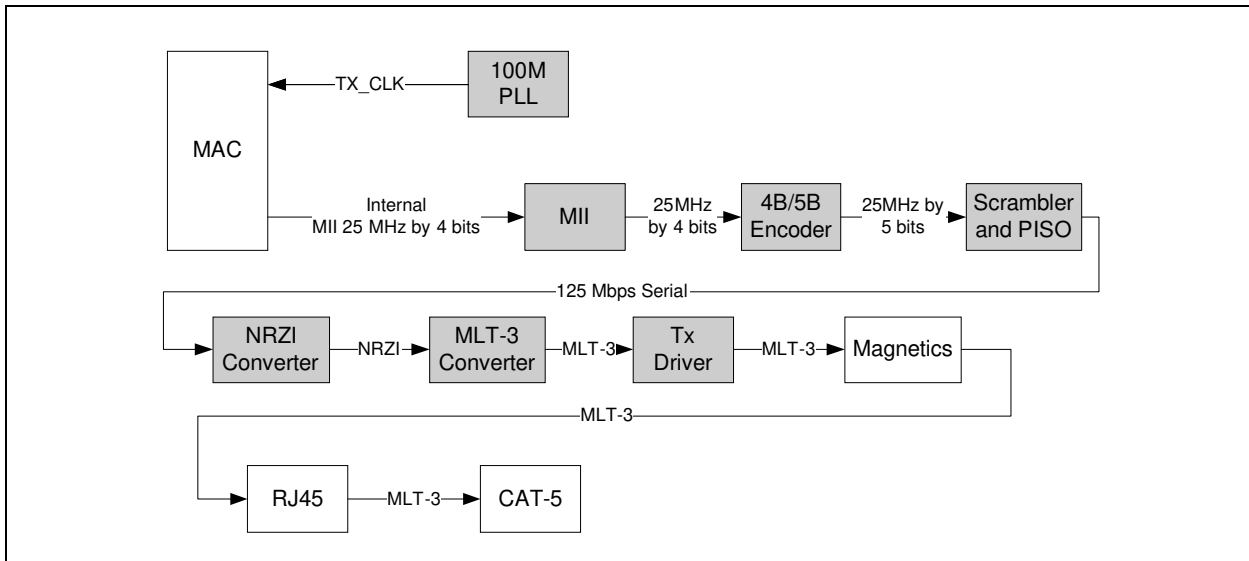 100M
PLL
TX_CLK
MAC
Internal
MII 25 MHz by 4 bits
MII
25MHz
by 4 bits
4B/5B
Encoder
25MHz by
5 bits
Scrambler
and PISO
125 Mbps Serial
NRZI
Converter
NRZI
MLT-3
Converter
MLT-3
Tx
Driver
MLT-3
Magnetics
MLT-3
RJ45
MLT-3
CAT-5